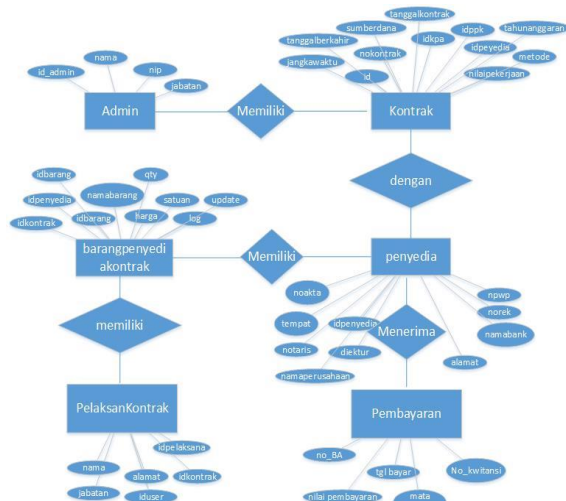 tanggalkontrak
sumberdana
idppk
tahunanggaran
tanggalberkahir
nokontrak
idkpa
idpeyedia
nama
jangkawaktu
metode
id_admin
nip
id
nilaipekerjaan
jabatan
Admin
Memiliki
Kontrak
idbarang
qty
dengan
idpenyedia
namabarang
satuan
update
idkontrak
idbarang
harga
log
barangpenyedi
akontrak
Memiliki
penyedia
noakta
npwp
norek
tempat
idpenyedia
Menerima
namabank
memiliki
notaris
diektur
alamat
namaperusahaan
PelaksanKontrak
Pembayaran
idpelaksana
no_BA
nama
alamat
idkontrak
tgl bayar
No_kwitansi
jabatan
iduser
nilai pembayaran
mata